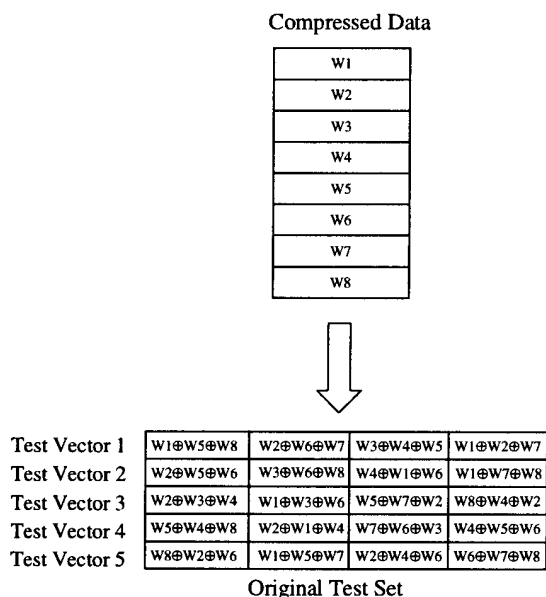 Compressed Data
W1
W2
W3
W4
W5
W6
W7
W8
Test Vector 1 W1⊕W5⊕W8 W2⊕W6⊕W7 W3⊕W4⊕W5 W1⊕W2⊕W7
Test Vector 2 W2⊕W5⊕W6 W3⊕W6⊕W8 W4⊕W1⊕W6 W1⊕W7⊕W8
Test Vector 3 W2⊕W3⊕W4 W1⊕W3⊕W6 W5⊕W7⊕W2 W8⊕W4⊕W2
Test Vector 4 W5⊕W4⊕W8 W2⊕W1⊕W4 W7⊕W6⊕W3 W4⊕W5⊕W6
Test Vector 5 W8⊕W2⊕W6 W1⊕W5⊕W7 W2⊕W4⊕W6 W6⊕W7⊕W8
Original Test Set